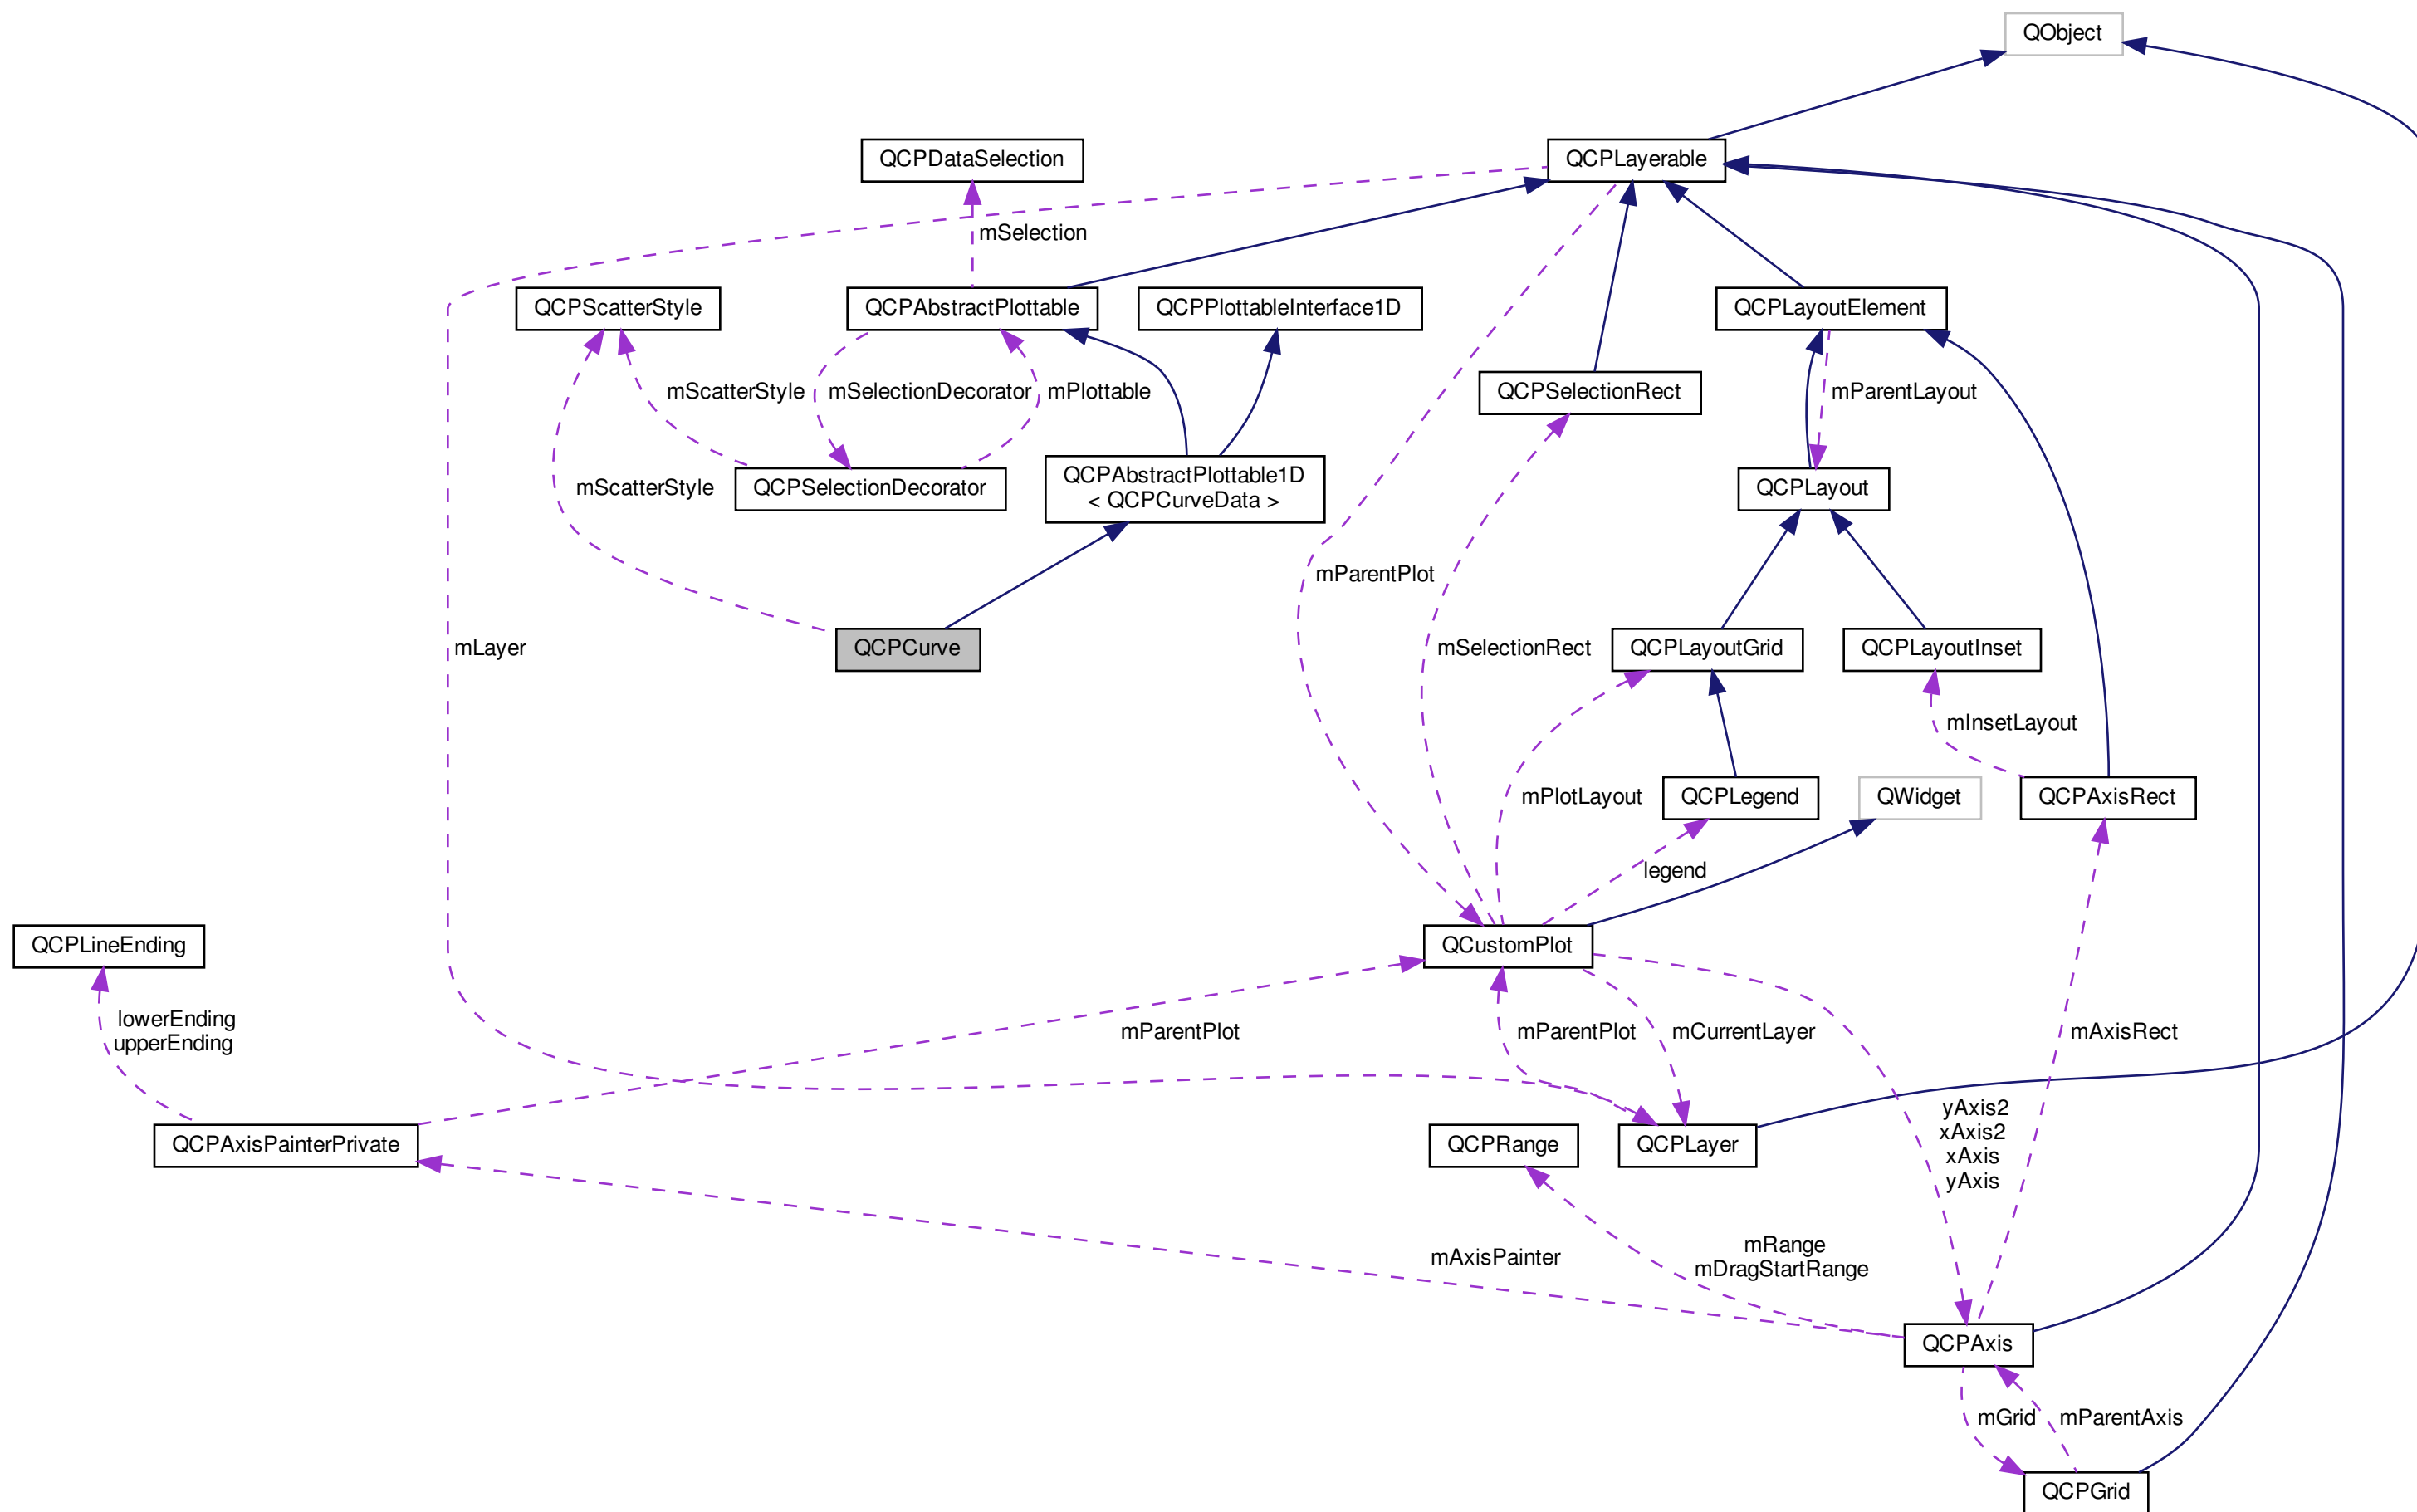 QObject
QCPDataSelection
QCPLayerable
mSelection
QCPScatterStyle
QCPAbstractPlottable
QCPPlottableInterface1D
QCPLayoutElement
mScatterStyle
mSelectionDecorator
mPlottable
QCPSelectionRect
mParentLayout
mScatterStyle
QCPSelectionDecorator
QCPAbstractPlottable1D
< QCPCurveData >
QCPLayout
mParentPlot
mLayer
QCPCurve
mSelectionRect
QCPLayoutGrid
QCPLayoutInset
mInsetLayout
mPlotLayout
QCPLegend
QWidget
QCPAxisRect
legend
QCPLineEnding
QCustomPlot
lowerEnding
upperEnding
mParentPlot
mParentPlot
mCurrentLayer
mAxisRect
yAxis2
xAxis2
xAxis
yAxis
QCPAxisPainterPrivate
QCPRange
QCPLayer
mAxisPainter
mRange
mDragStartRange
QCPAxis
mGrid
mParentAxis
QCPGrid